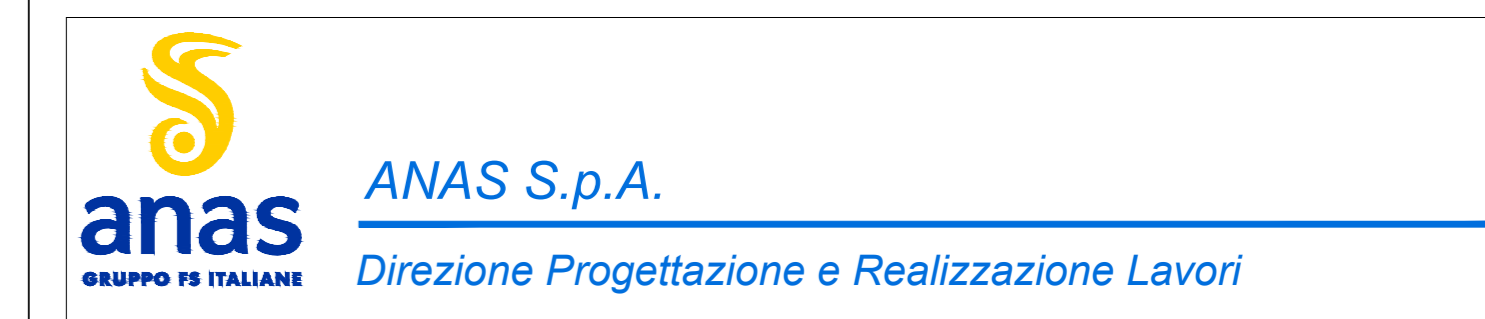 anas
GRUPPO FS ITALIANE
ANAS S.p.A.
Direzione Progettazione e Realizzazione Lavori